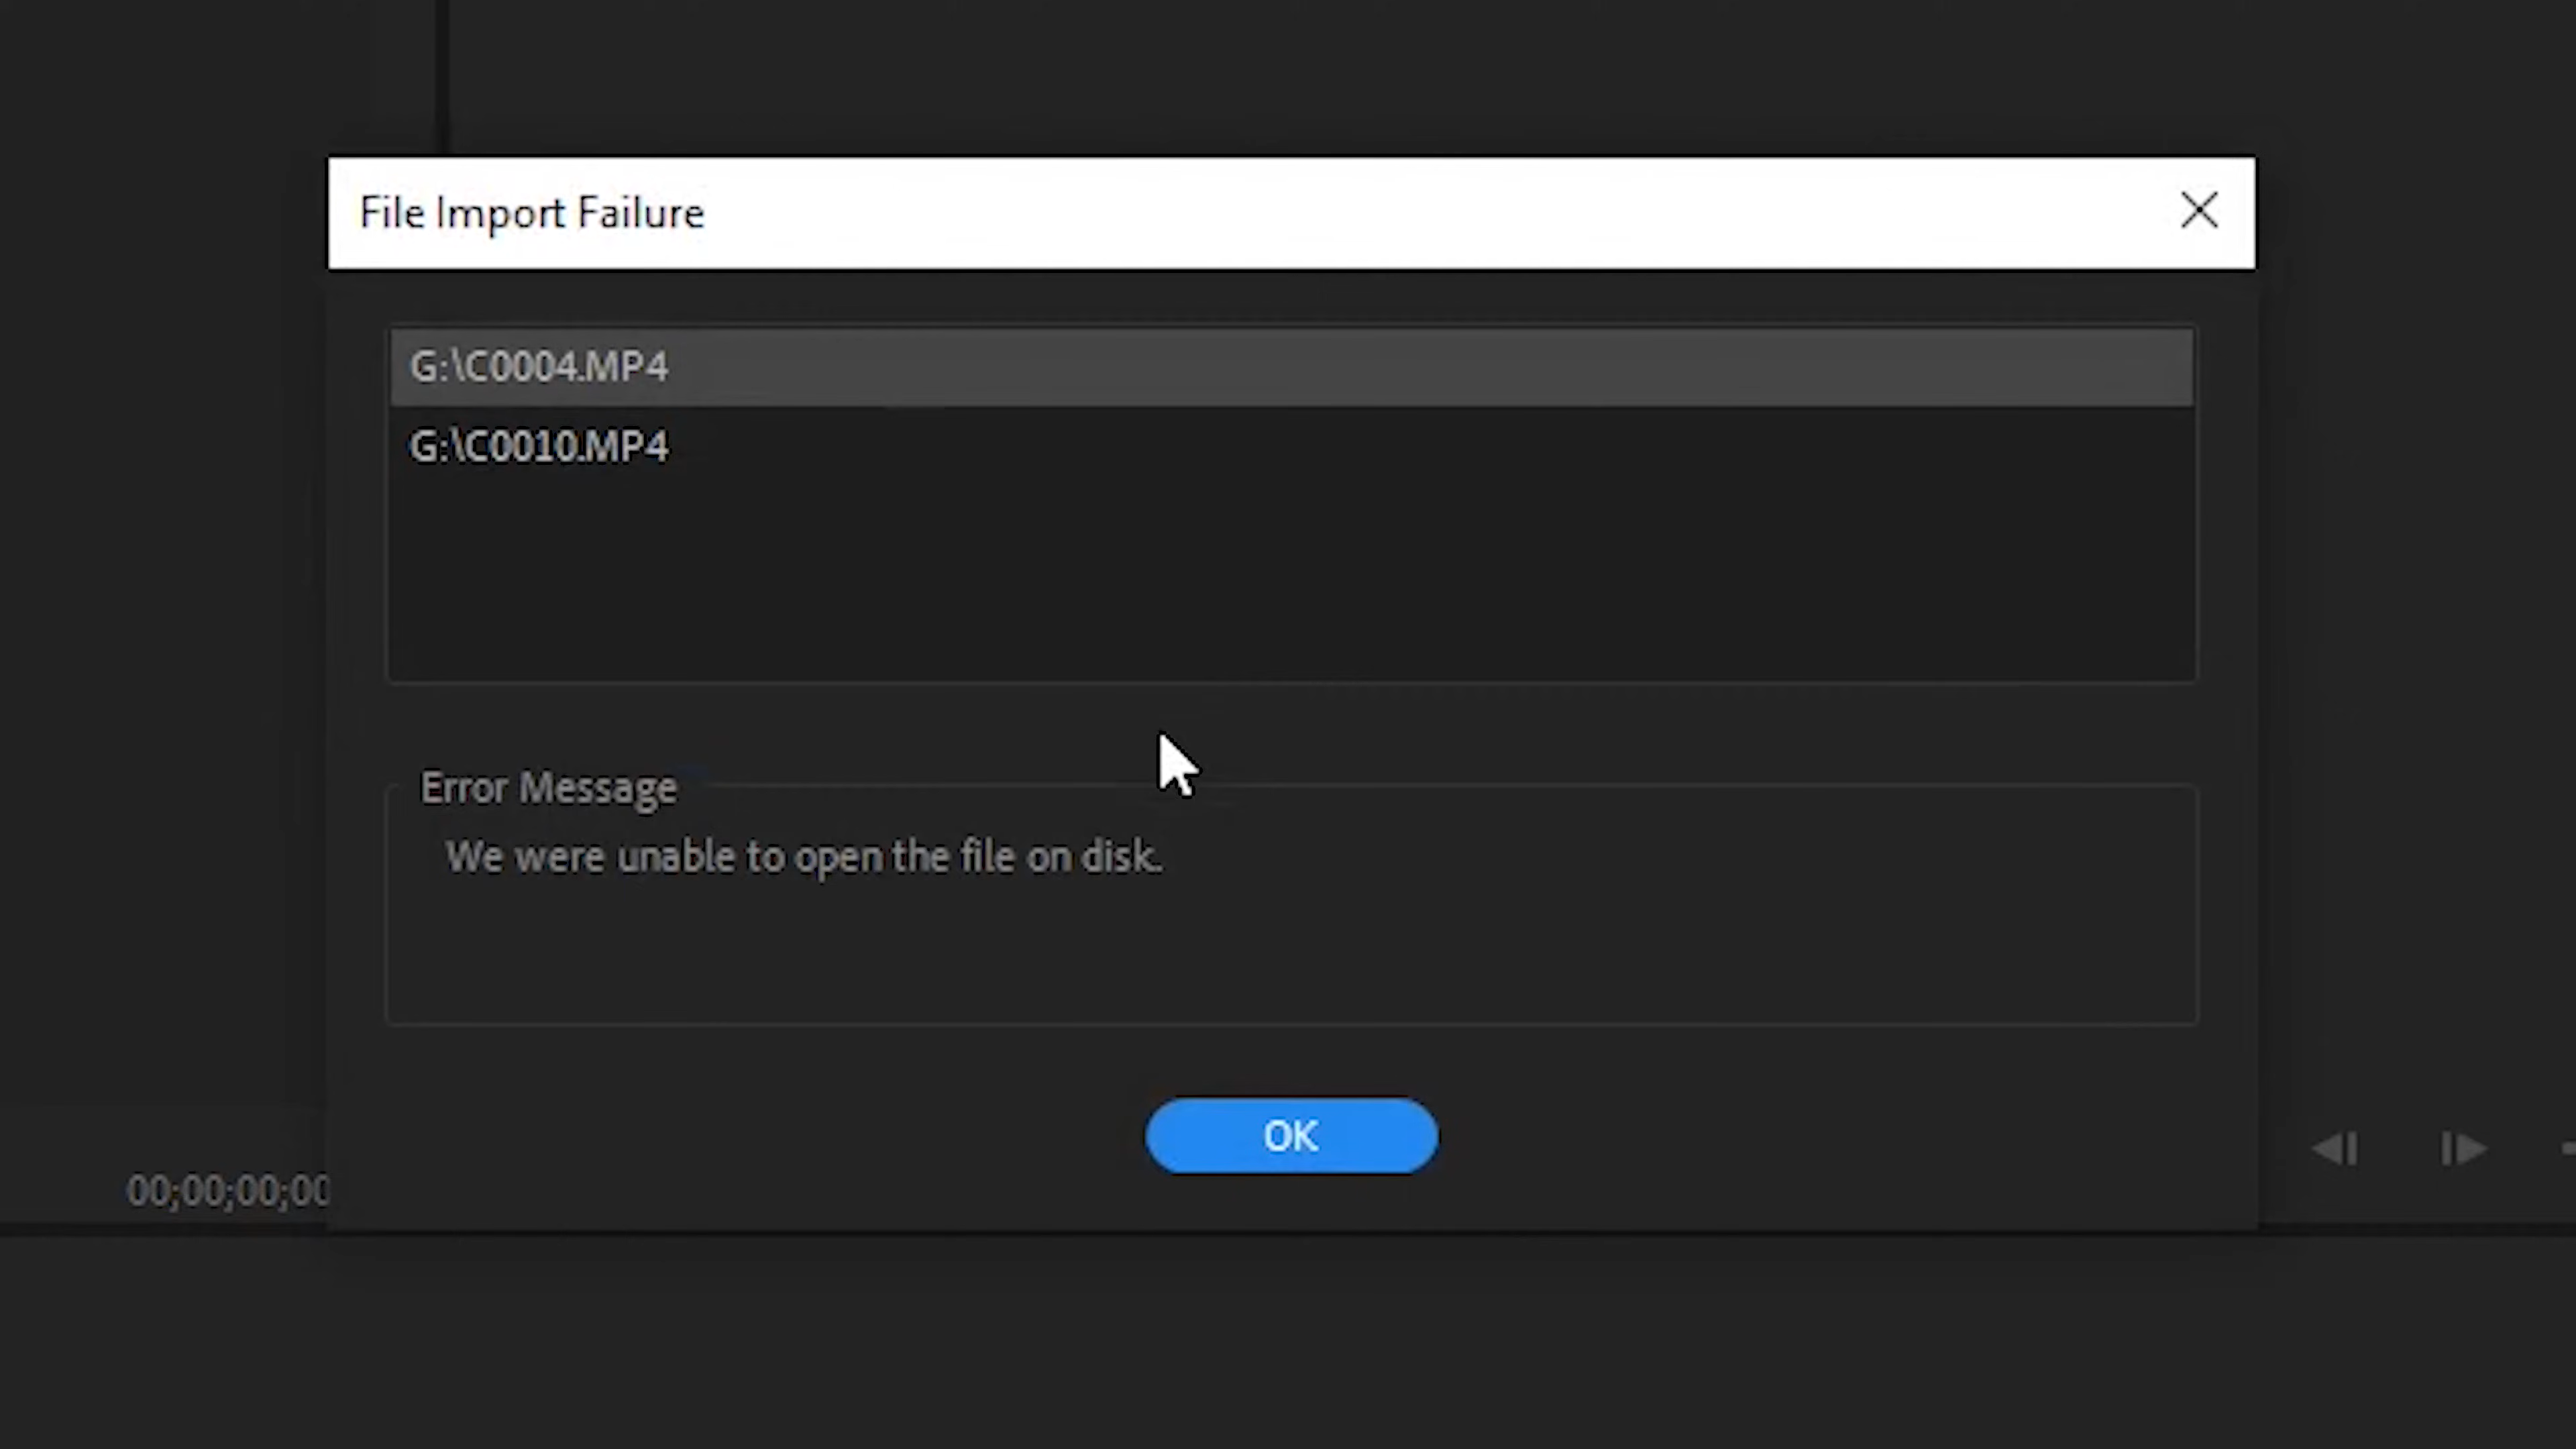 File Import Failure
G:\C0004.MP4
G:\C0010.MP4
Error Message
We were unable to open the file on disk.
OK
00;00;00;00